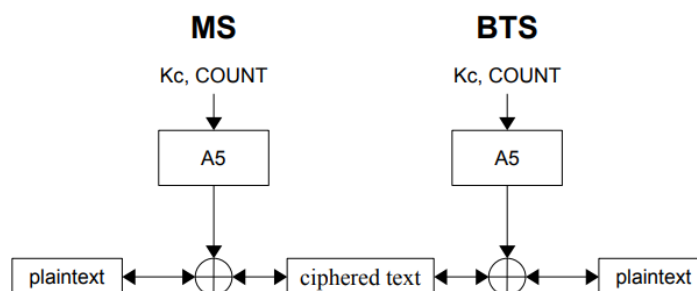 MS BTS
Kc, COUNT Kc, COUNT
A5 A5
plaintext ciphered text plaintext